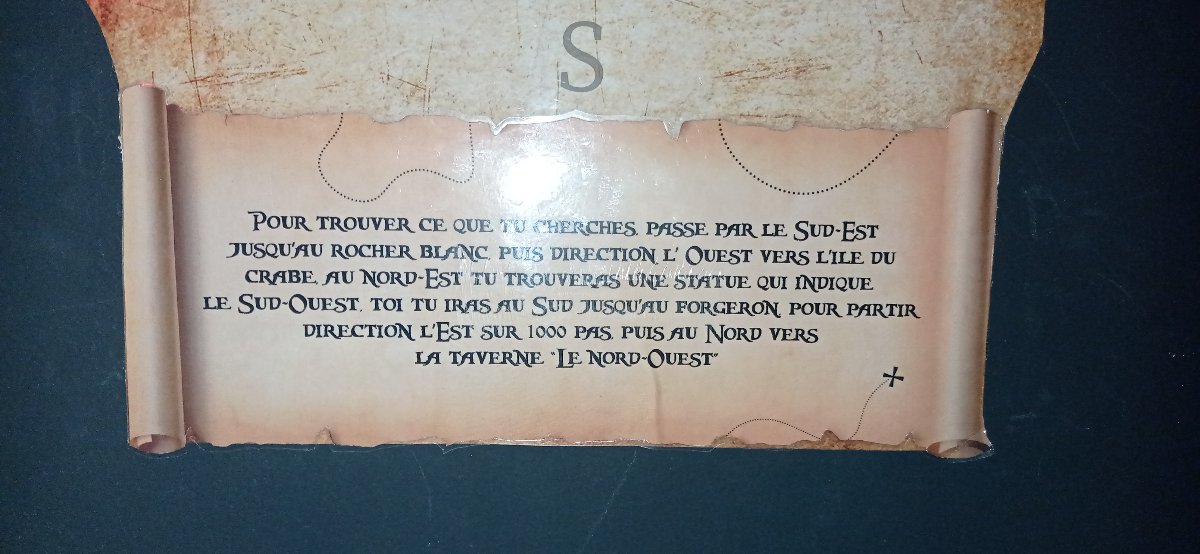 S
Pour trouver ce que tu cherches, passe par le Sud-Est
jusqu'au rocher blanc, puis direction l' Ouest vers l'ile du
crabe, au Nord-Est tu trouveras une statue qui indique
le Sud-Ouest, toi tu iras au Sud jusqu'au forgeron, pour partir
direction l'Est sur 1000 pas, puis au Nord vers
la taverne "Le Nord-Ouest"